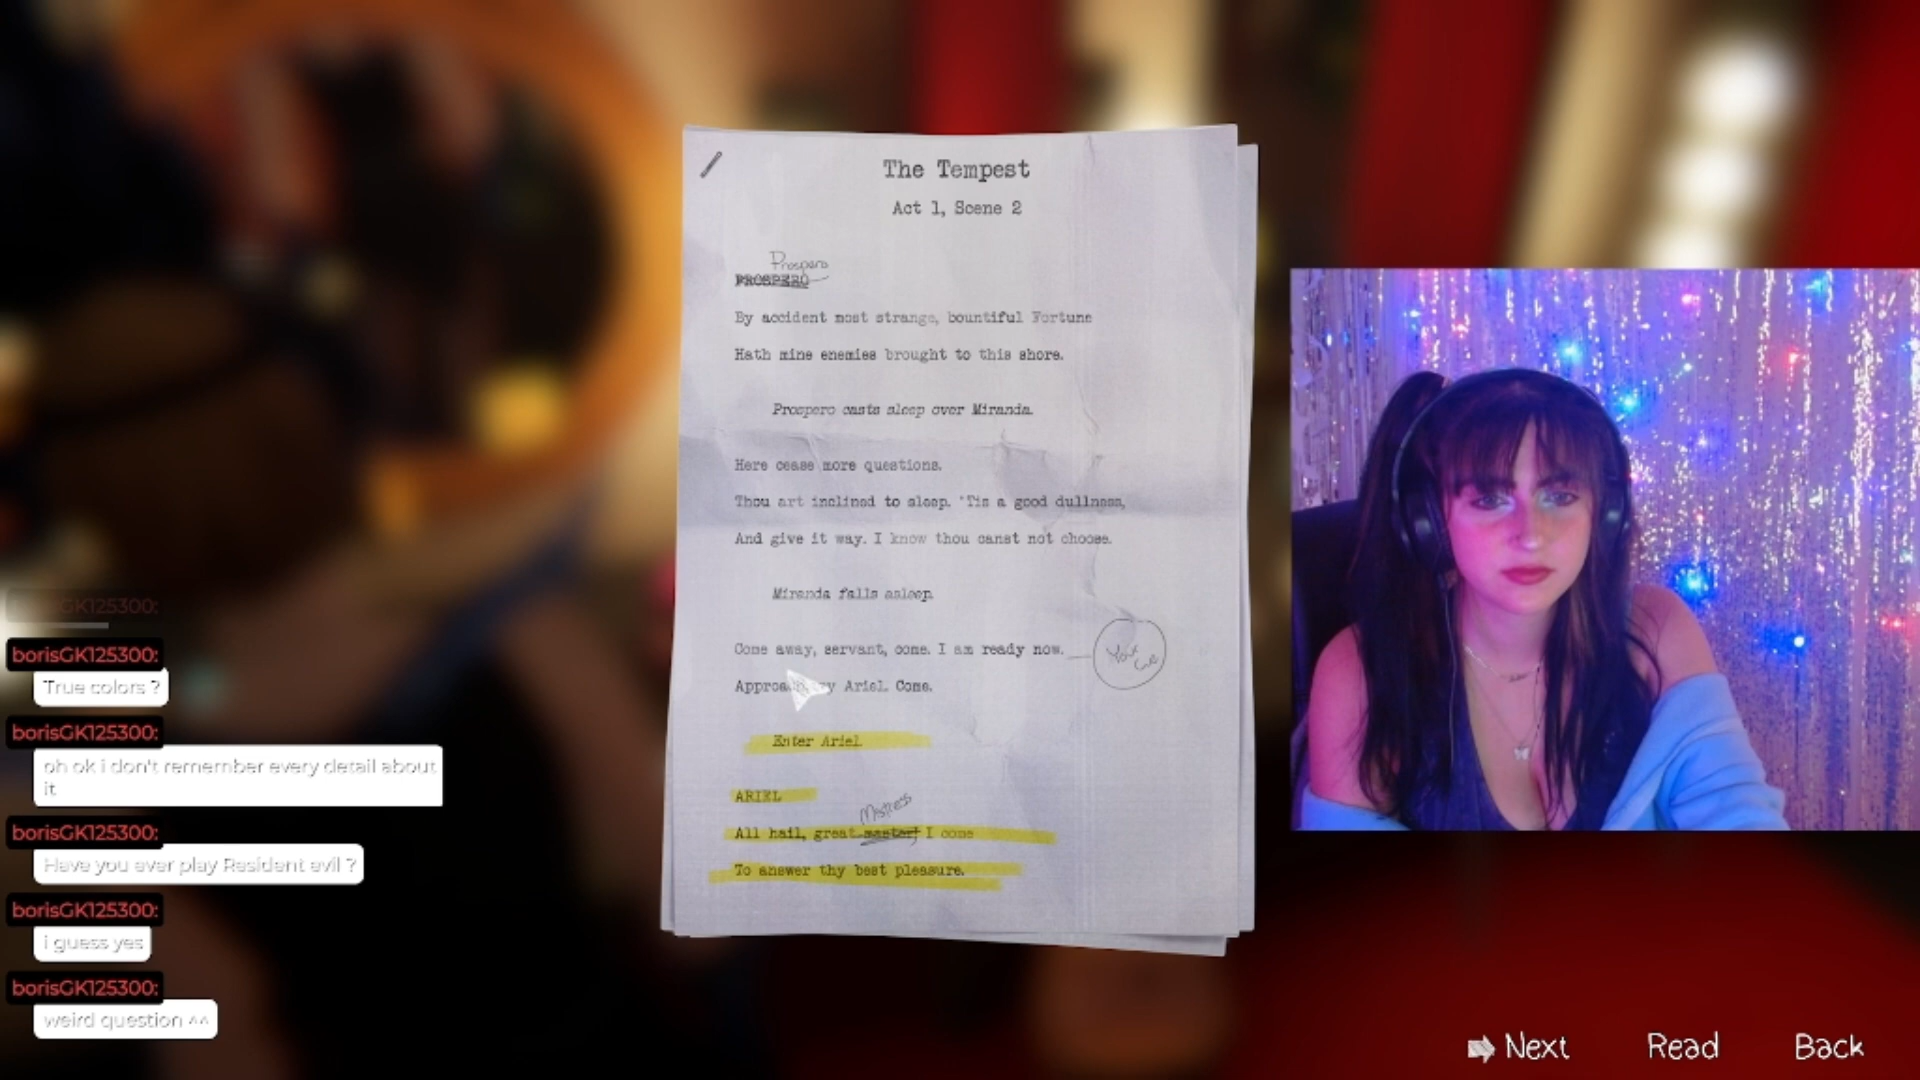 The Tempest
Act 1, Scene 2
Prospera
PROSPERO
By accident most strange, bountiful Fortune
Hath mine enemies brought to this shore.
Prospero casts sleep over Miranda.
Here cease more questions.
Thou art inclined to sleep. 'Tis a good dullness,
And give it way. I know thou canst not choose.
Miranda falls asleep.
Come away, servant, come. I am ready now.
Your cue
Ariel. Come.
Enter Ariel
ARIEL
Mistress
All hail, great master! I come
To answer thy best pleasure.
GK125300:
borisGK125300:
True colors ?
borisGK125300:
oh ok i don't remember every detail about
it
borisGK125300:
Have you ever play Resident evil ?
borisGK125300:
i guess yes
borisGK125300:
weird question ^^
Next Read Back